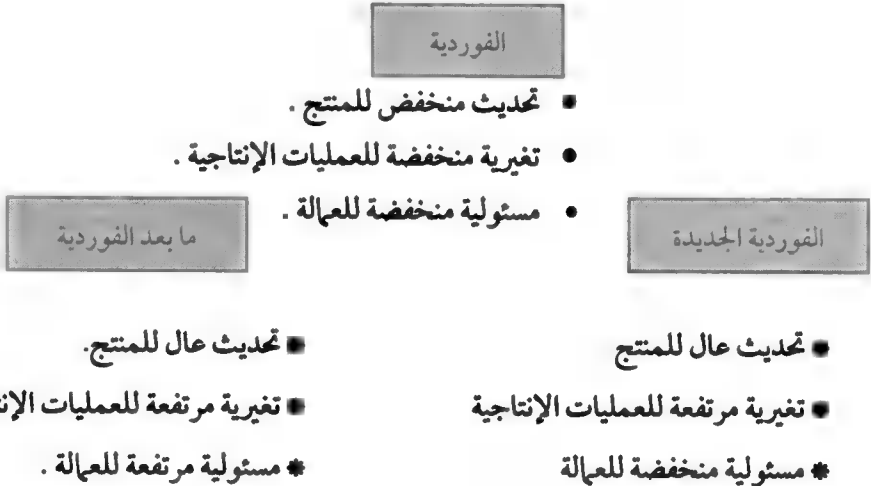 الفوردية
▪ تحديث منخفض للمنتج .
• تغيرية منخفضة للعمليات الإنتاجية .
• مسئولية منخفضة للعمالة .
الفوردية الجديدة
▪ تحديث عال للمنتج
▪ تغيرية مرتفعة للعمليات الإنتاجية
* مسئولية منخفضة للعمالة
ما بعد الفوردية
▪ تحديث عال للمنتج.
▪ تغيرية مرتفعة للعمليات
* مسئولية مرتفعة للعمالة .